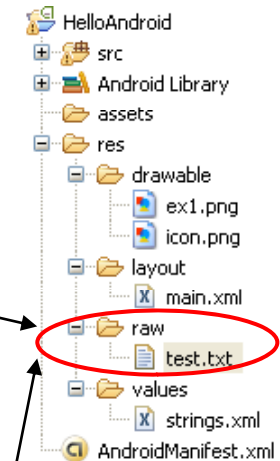 HelloAndroid
src
Android Library
assets
res
drawable
ex1.png
icon.png
layout
main.xml
raw
test.txt
values
strings.xml
AndroidManifest.xml